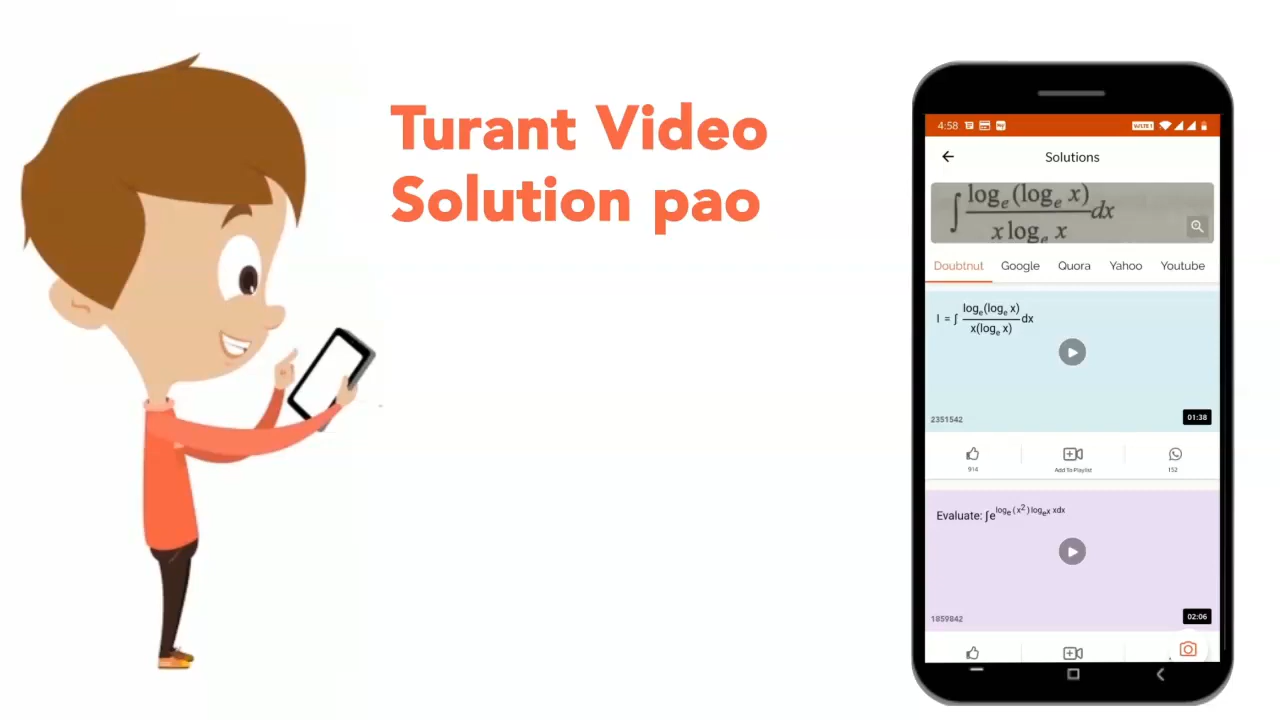 Turant Video
Solution pao
4:58 VoLTE1
Solutions
∫ logₑ(logₑ x) / x logₑ x dx
Doubtnut Google Quora Yahoo Youtube
I = ∫ logₑ(logₑ x) / x(logₑ x) dx
2351542 01:38
914 Add To Playlist 152
Evaluate: ∫e^logₑ(x²)logₑx xdx
1859842 02:06